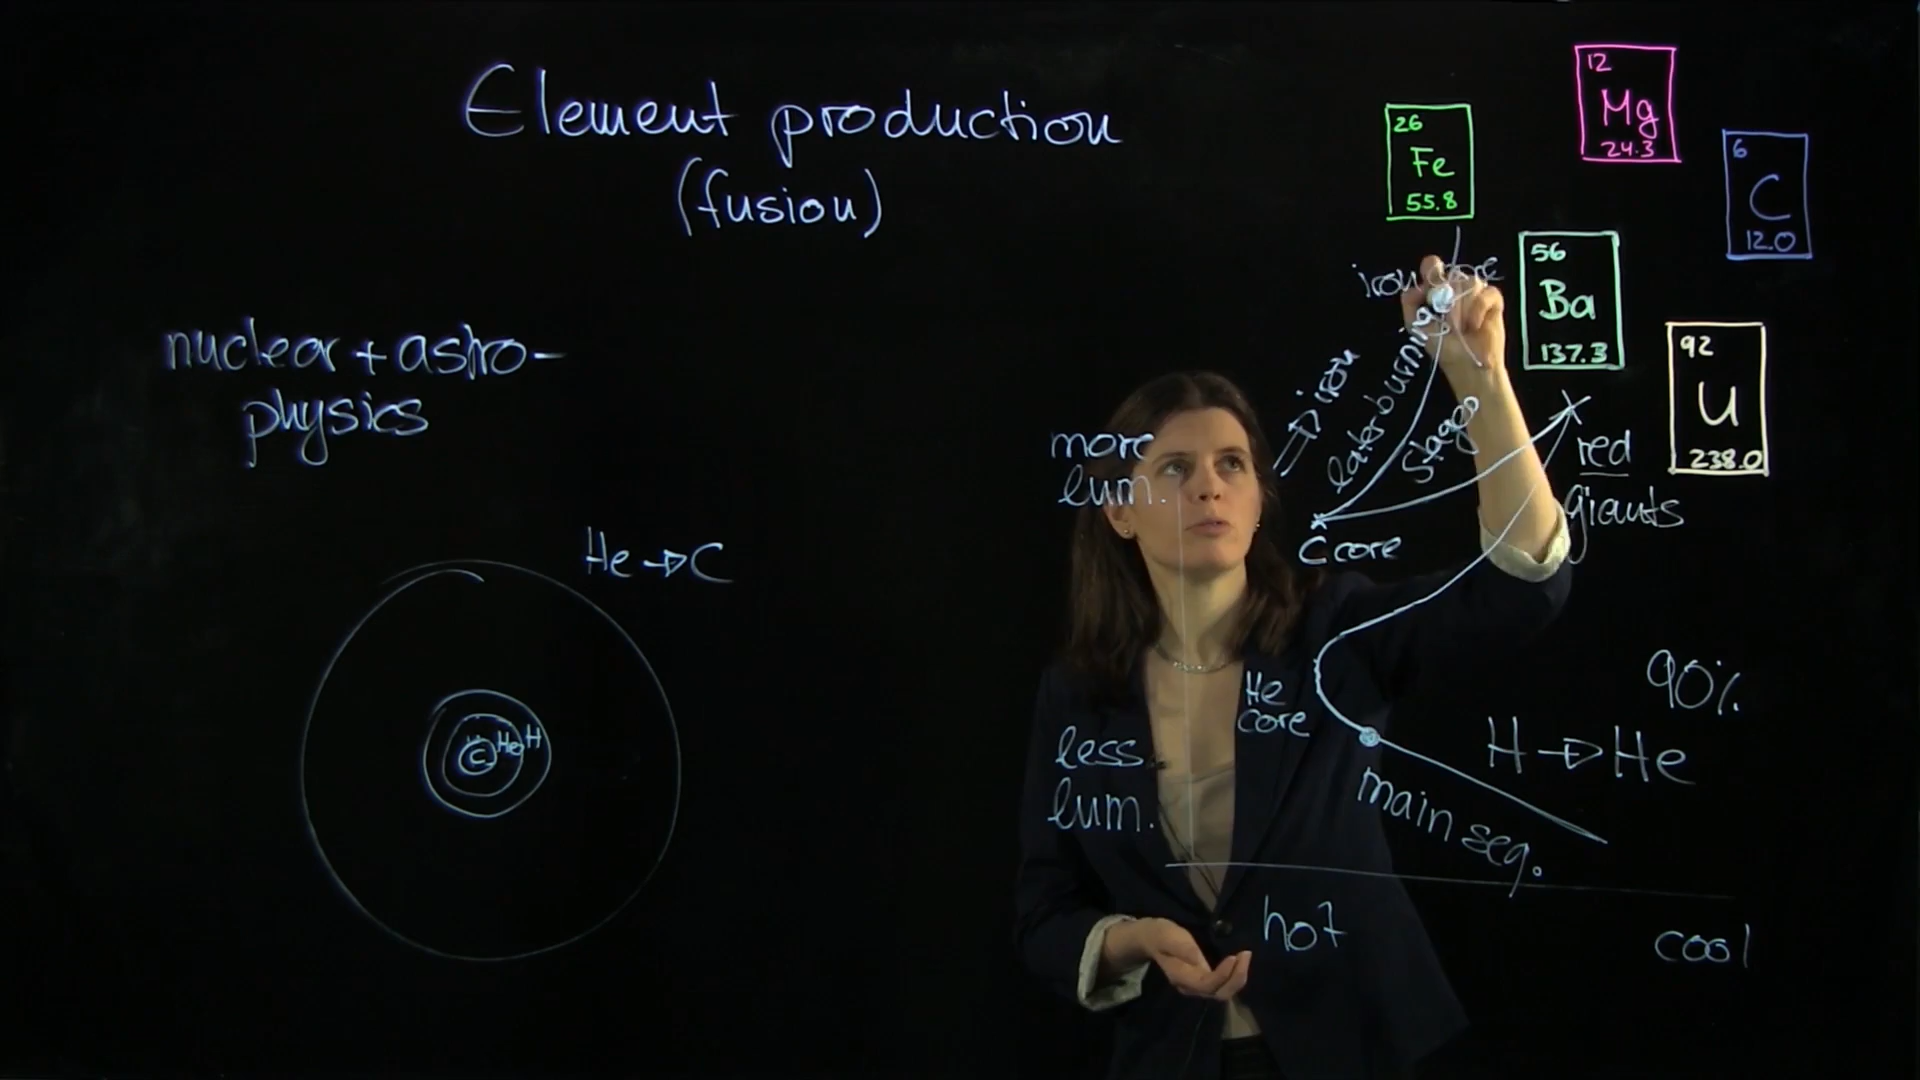 Element production
(fusion)
nuclear + astro-
physics
He → C
C He H
12
Mg
24.3
26
Fe
55.8
6
C
12.0
56
Ba
137.3
92
U
238.0
iron core
→ iron
later burning
stages
more
lum.
red
giants
C core
He
core
90%
H → He
less
lum.
main seq.
hot
cool